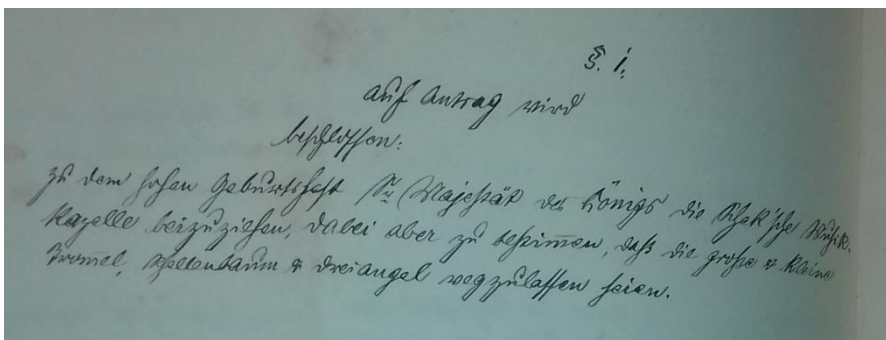 §. 1.
Auf Antrag wird
beschlossen:
zu dem hohen Geburtsfest Sr. Majestät des Königs die Musik-
kapelle beizuziehen, dabei aber zu bestimmen, daß die große & kleine
Trommel, Schellenbaum & Dreiangel wegzulassen seien.